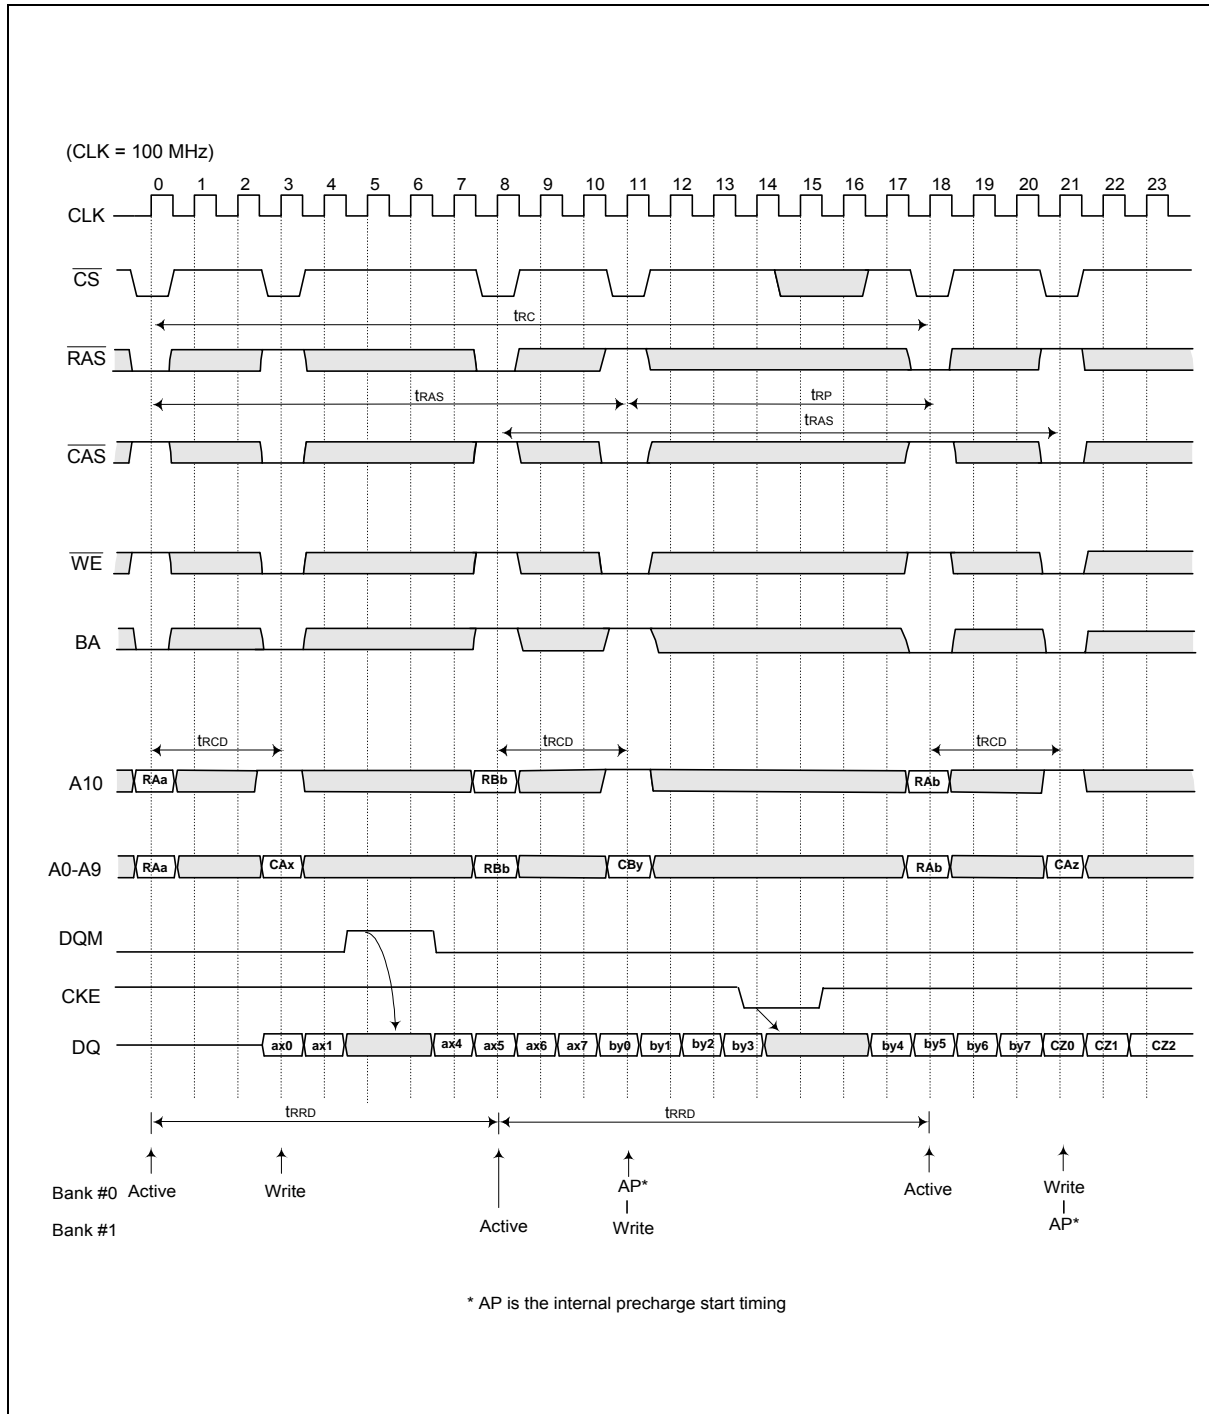 (CLK = 100 MHz)
0 1 2 3 4 5 6 7 8 9 10 11 12 13 14 15 16 17 18 19 20 21 22 23
CLK
CS
tRC
RAS
tRAS tRP
tRAS
CAS
WE
BA
tRCD tRCD tRCD
A10 RAa RBb RAb
A0-A9 RAa CAx RBb CBy RAb CAz
DQM
CKE
DQ ax0 ax1 ax4 ax5 ax6 ax7 by0 by1 by2 by3 by4 by5 by6 by7 CZ0 CZ1 CZ2
tRRD tRRD
Bank #0 Active Write AP* Active Write
Bank #1 Active Write AP*
* AP is the internal precharge start timing